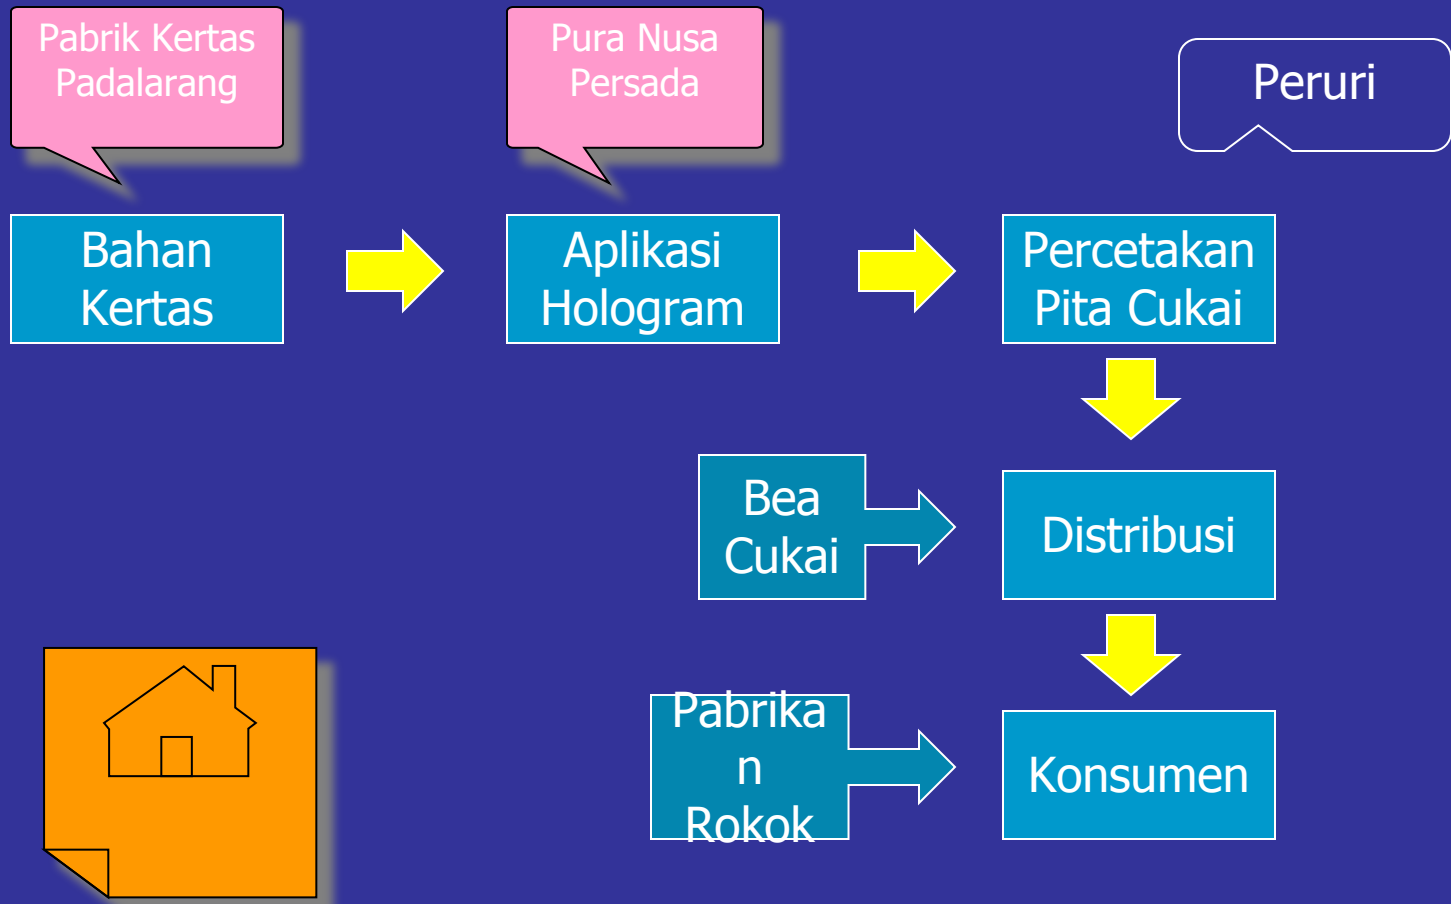 Pabrik Kertas
Padalarang
Pura Nusa
Persada
Peruri
Bahan
Kertas
Aplikasi
Hologram
Percetakan
Pita Cukai
Bea
Cukai
Distribusi
Pabrika
n
Rokok
Konsumen